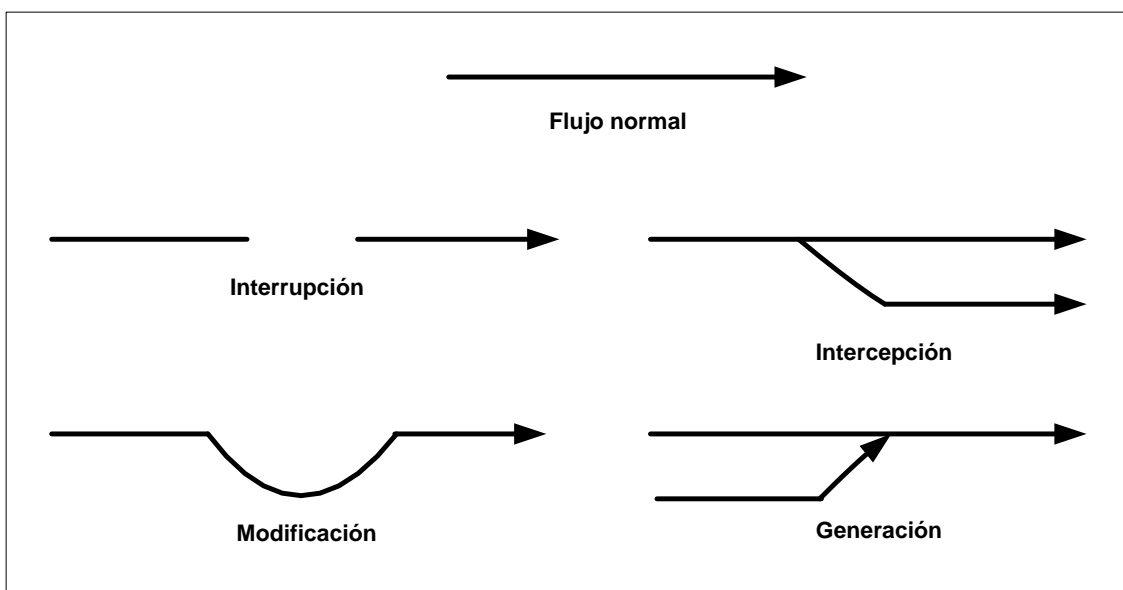 Flujo normal
Interrupción
Intercepción
Modificación
Generación